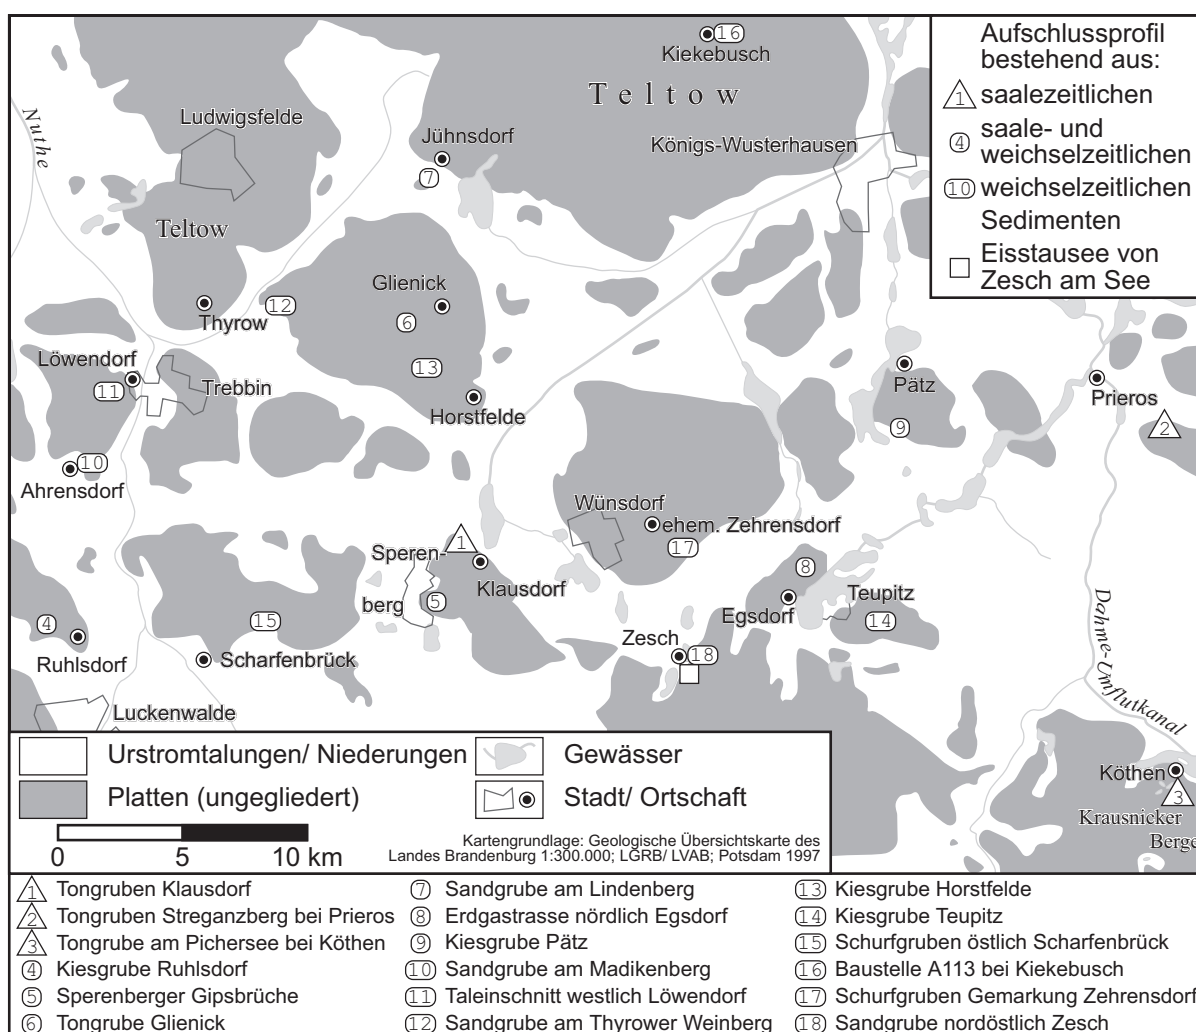 16
Kiekebusch
Teltow
Nuthe
Ludwigsfelde
Jühnsdorf
7
Königs-Wusterhausen
Teltow
Glienick
12
6
Thyrow
13
Löwendorf
11
Trebbin
Horstfelde
Pätz
9
Prieros
2
10
Ahrensdorf
Wünsdorf
ehem. Zehrensdorf
17
Speren-
berg
1
Klausdorf
5
8
Egsdorf
Teupitz
14
4
Ruhlsdorf
15
Scharfenbrück
Zesch
18
Luckenwalde
Dahme-Umflutkanal
Köthen
3
Krausnicker
Berge
Aufschlussprofil
bestehend aus:
1 saalezeitlichen
4 saale- und
weichselzeitlichen
10 weichselzeitlichen
Sedimenten
Eisstausee von
Zesch am See
Urstromtalungen/ Niederungen
Gewässer
Platten (ungegliedert)
Stadt/ Ortschaft
0 5 10 km
Kartengrundlage: Geologische Übersichtskarte des
Landes Brandenburg 1:300.000; LGRB/ LVAB; Potsdam 1997
1 Tongruben Klausdorf
2 Tongruben Streganzberg bei Prieros
3 Tongrube am Pichersee bei Köthen
4 Kiesgrube Ruhlsdorf
5 Sperenberger Gipsbrüche
6 Tongrube Glienick
7 Sandgrube am Lindenberg
8 Erdgastrasse nördlich Egsdorf
9 Kiesgrube Pätz
10 Sandgrube am Madikenberg
11 Taleinschnitt westlich Löwendorf
12 Sandgrube am Thyrower Weinberg
13 Kiesgrube Horstfelde
14 Kiesgrube Teupitz
15 Schurfgruben östlich Scharfenbrück
16 Baustelle A113 bei Kiekebusch
17 Schurfgruben Gemarkung Zehrensdorf
18 Sandgrube nordöstlich Zesch